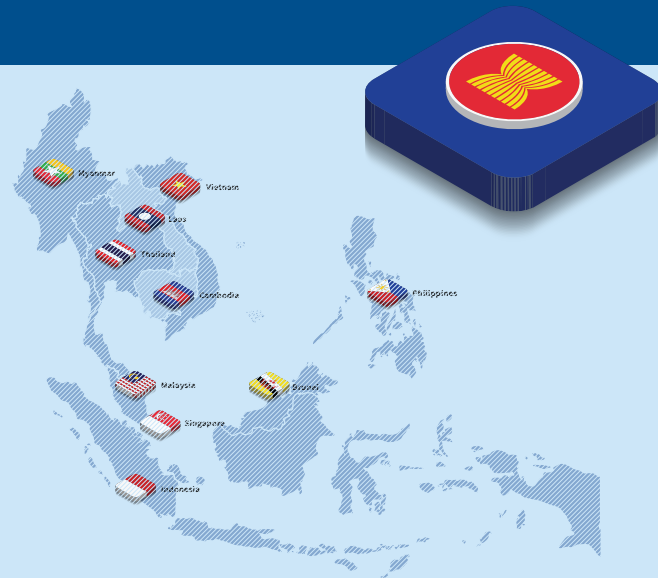 Myanmar
Vietnam
Laos
Thailand
Cambodia
Philippines
Malaysia
Brunei
Singapore
Indonesia